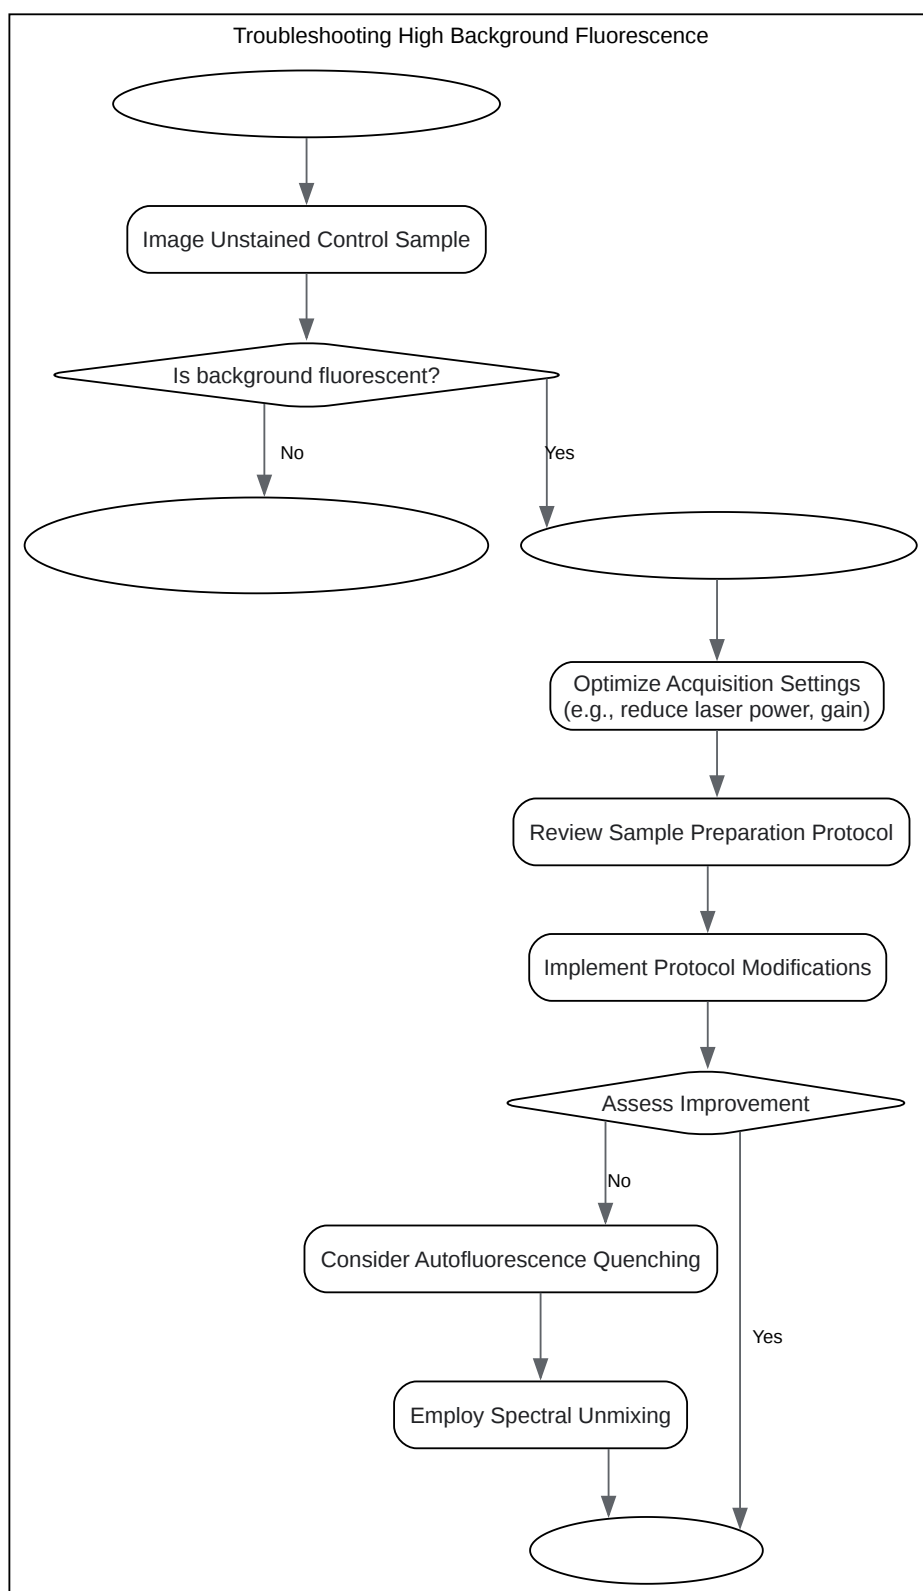 Troubleshooting High Background Fluorescence
Image Unstained Control Sample
Is background fluorescent?
No
Yes
Optimize Acquisition Settings
(e.g., reduce laser power, gain)
Review Sample Preparation Protocol
Implement Protocol Modifications
Assess Improvement
No
Consider Autofluorescence Quenching
Yes
Employ Spectral Unmixing